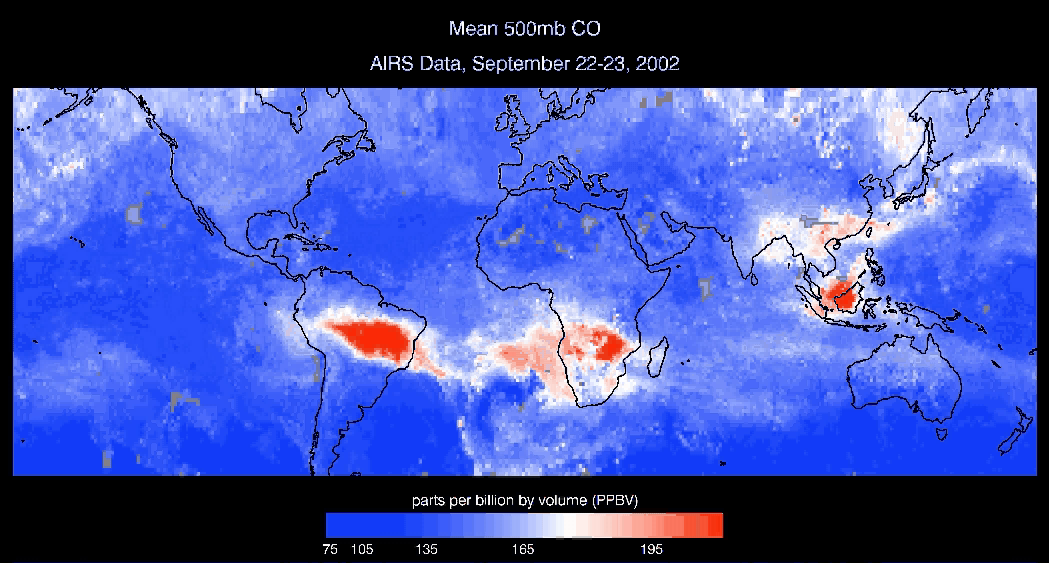 Mean 500mb CO
AIRS Data, September 22-23, 2002
parts per billion by volume (PPBV)
75 105 135 165 195